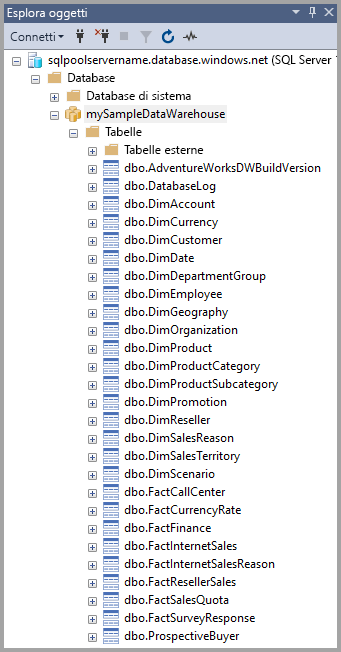 Esplora oggetti
Connetti
sqlpoolservername.database.windows.net (SQL Server
Database
Database di sistema
mySampleDataWarehouse
Tabelle
Tabelle esterne
dbo.AdventureWorksDWBuildVersion
dbo.DatabaseLog
dbo.DimAccount
dbo.DimCurrency
dbo.DimCustomer
dbo.DimDate
dbo.DimDepartmentGroup
dbo.DimEmployee
dbo.DimGeography
dbo.DimOrganization
dbo.DimProduct
dbo.DimProductCategory
dbo.DimProductSubcategory
dbo.DimPromotion
dbo.DimReseller
dbo.DimSalesReason
dbo.DimSalesTerritory
dbo.DimScenario
dbo.FactCallCenter
dbo.FactCurrencyRate
dbo.FactFinance
dbo.FactInternetSales
dbo.FactInternetSalesReason
dbo.FactResellerSales
dbo.FactSalesQuota
dbo.FactSurveyResponse
dbo.ProspectiveBuyer